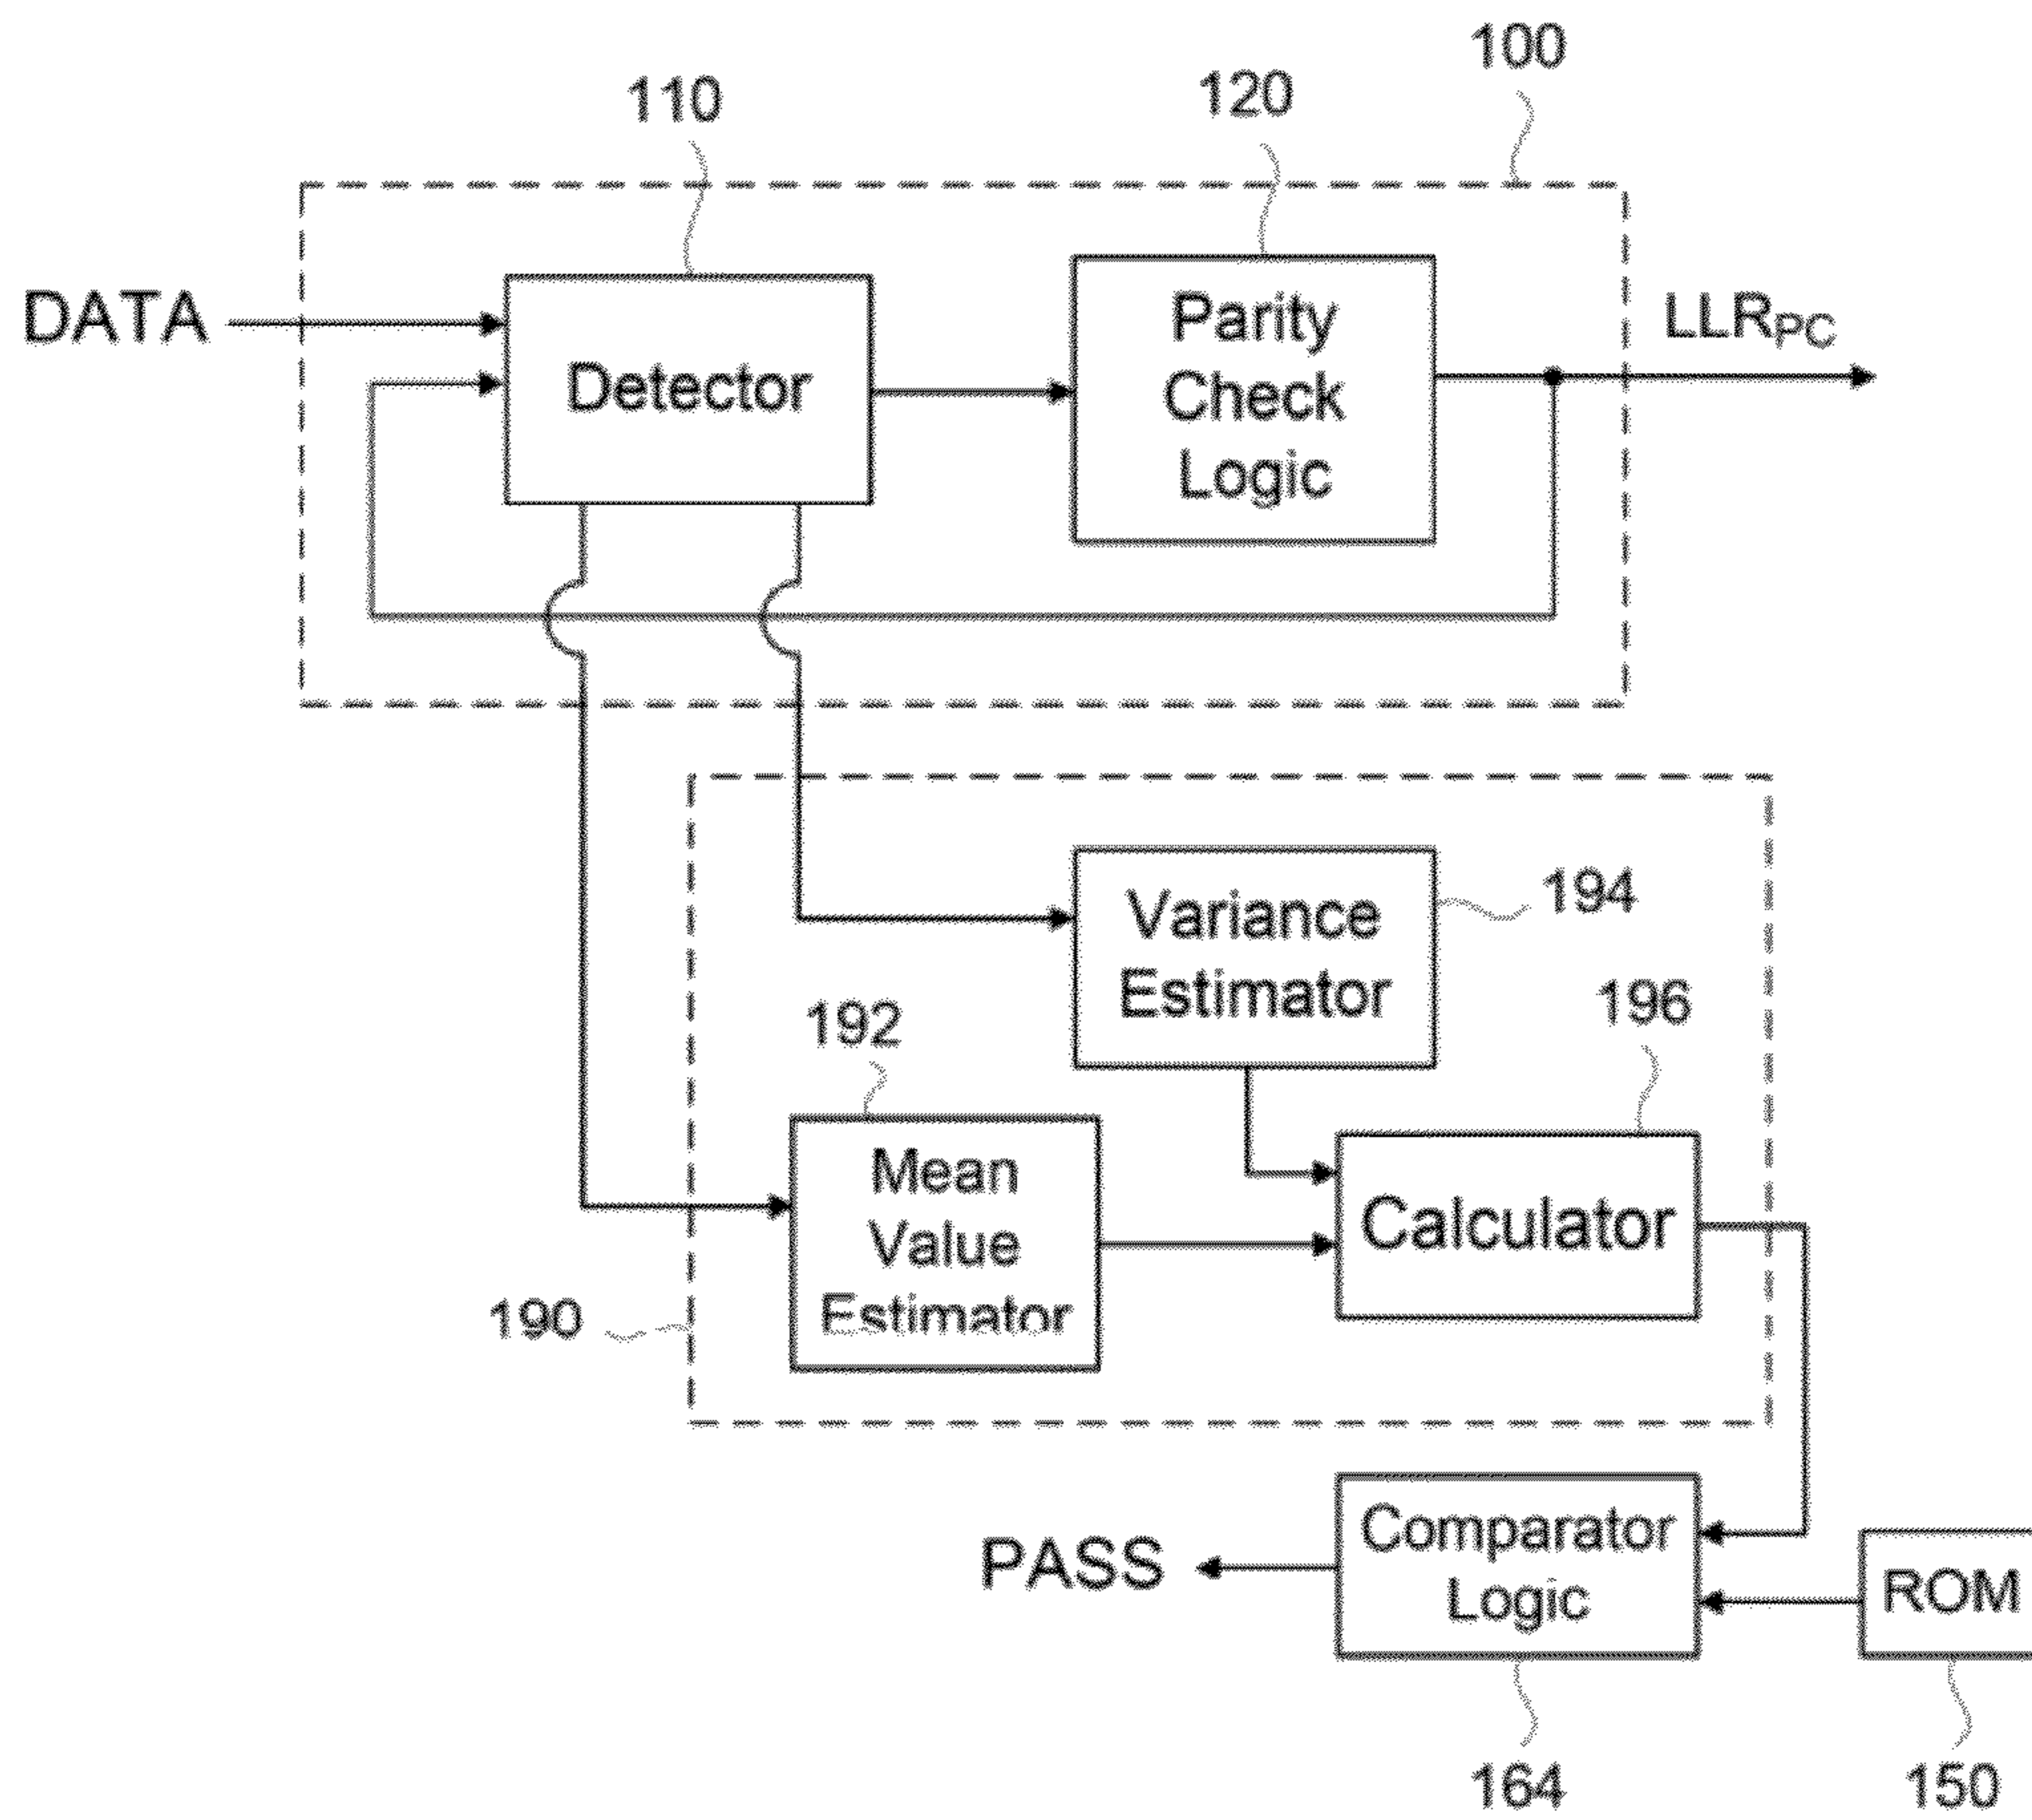 100
110
120
DATA
Detector
Parity
Check
Logic
LLRPC
Variance
Estimator
194
192
196
Mean
Value
Estimator
Calculator
190
Comparator
Logic
PASS
ROM
164
150